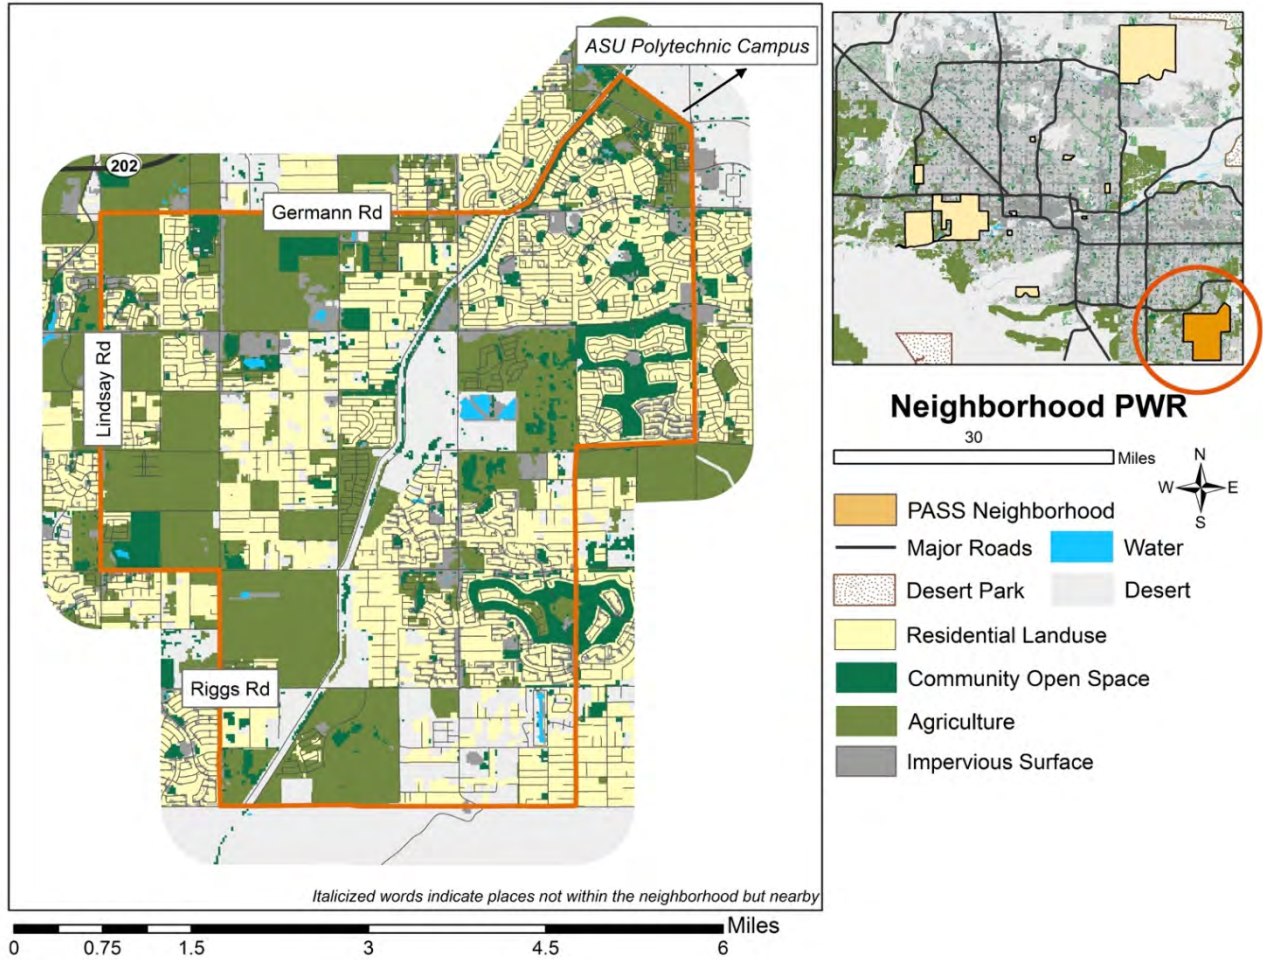 ASU Polytechnic Campus
202
Germann Rd
Lindsay Rd
Riggs Rd
Italicized words indicate places not within the neighborhood but nearby
Miles
0 0.75 1.5 3 4.5 6
Neighborhood PWR
30
Miles
N
W E
S
PASS Neighborhood
Major Roads
Water
Desert Park
Desert
Residential Landuse
Community Open Space
Agriculture
Impervious Surface